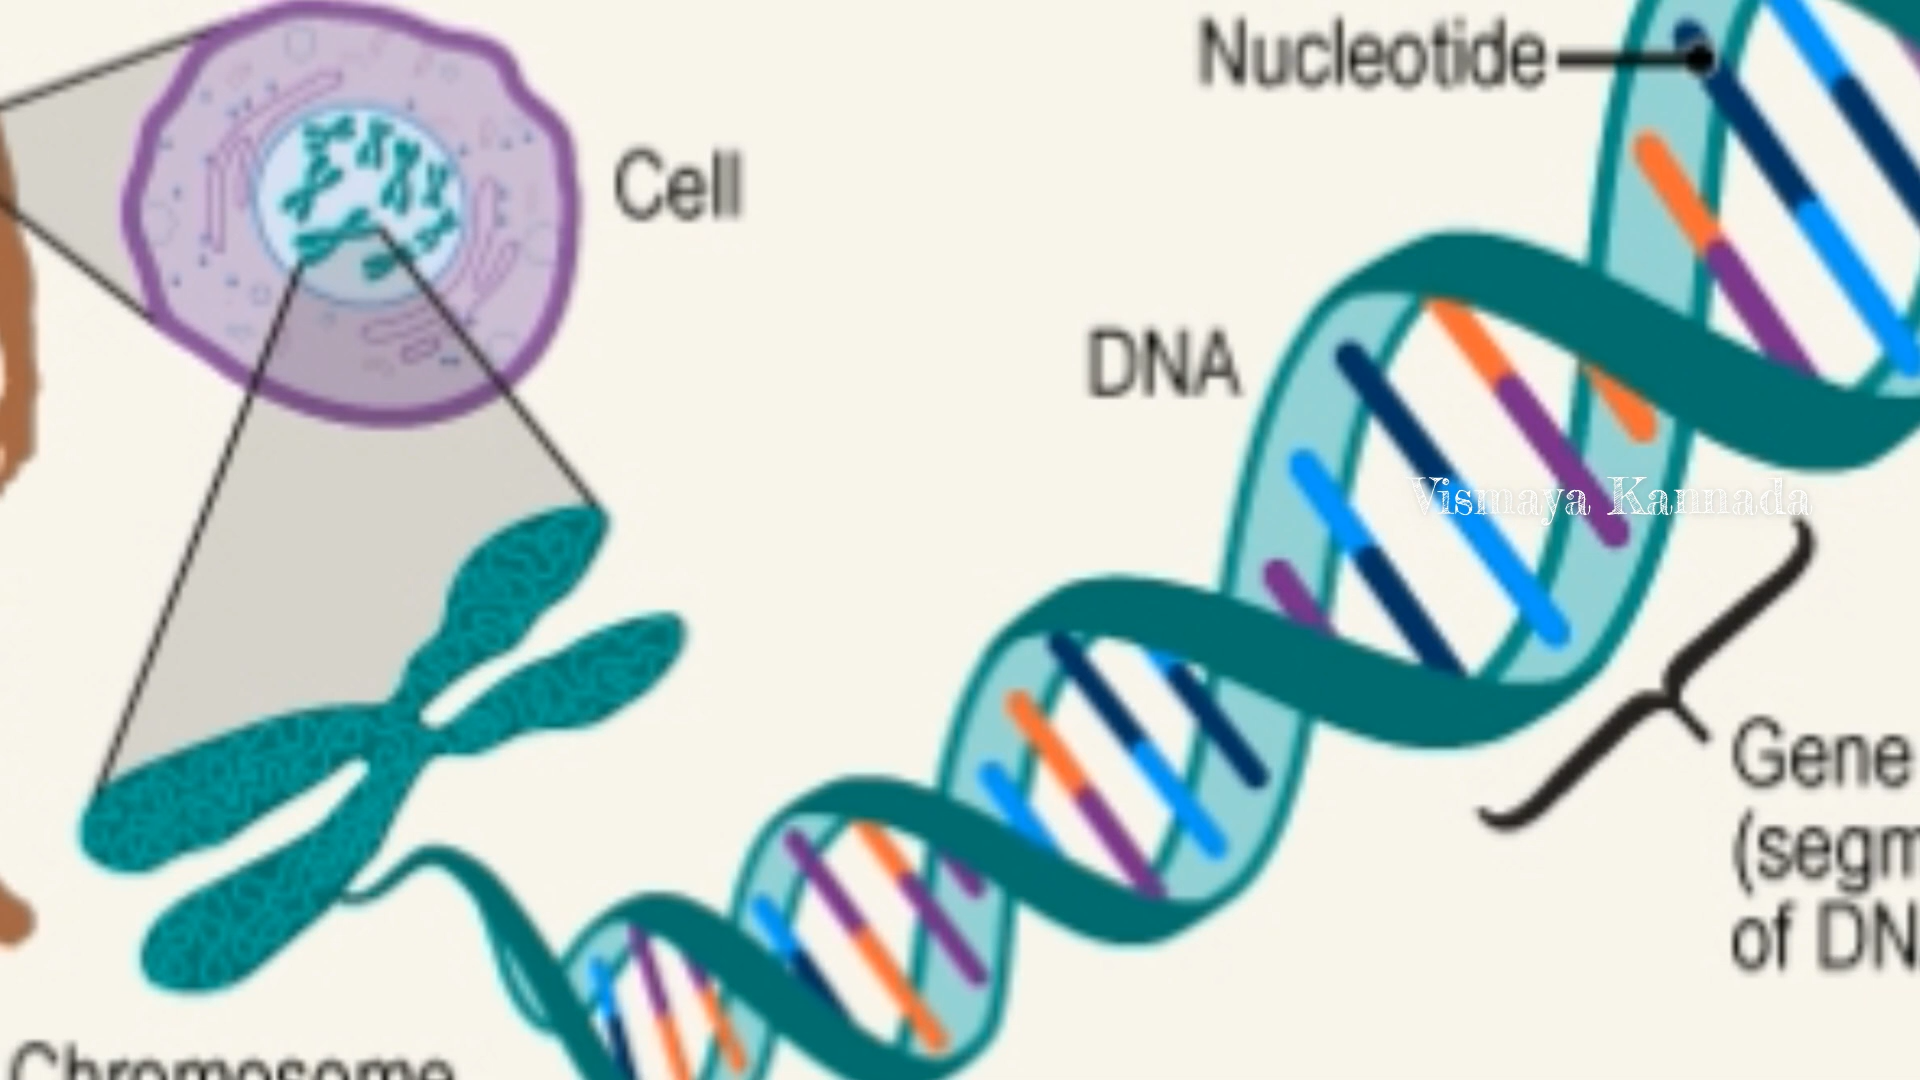 Nucleotide
Cell
DNA
Vismaya Kannada
Gene
(segm
of DN
Chromosome